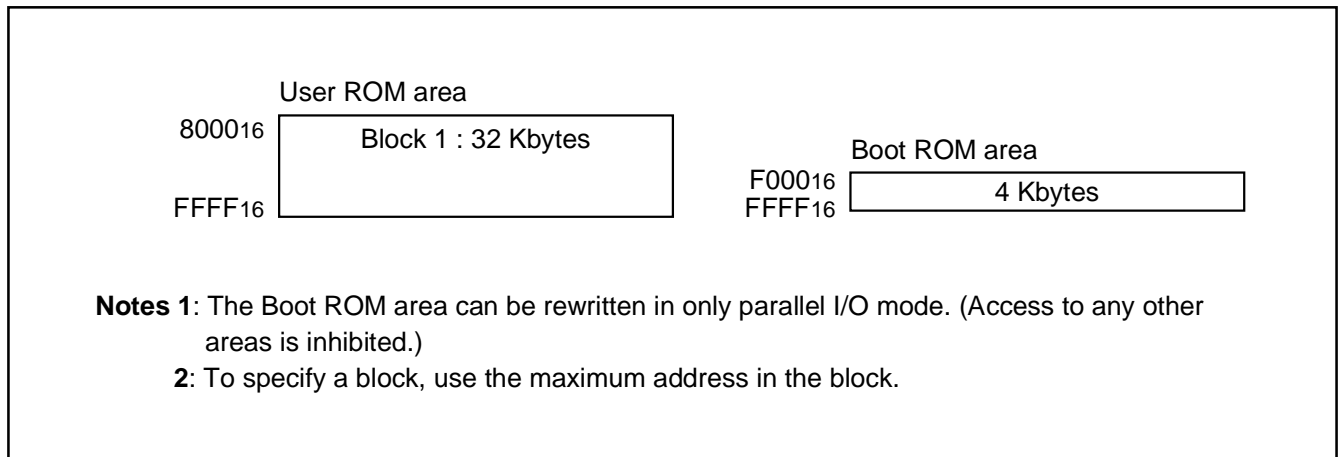 User ROM area
8000₁₆
Block 1 : 32 Kbytes
FFFF₁₆
Boot ROM area
F000₁₆
4 Kbytes
FFFF₁₆
Notes 1: The Boot ROM area can be rewritten in only parallel I/O mode. (Access to any other
areas is inhibited.)
2: To specify a block, use the maximum address in the block.